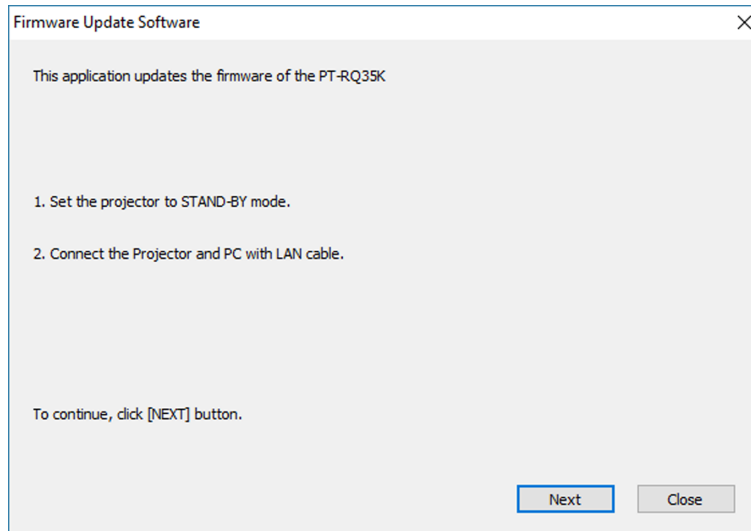 Firmware Update Software
This application updates the firmware of the PT-RQ35K
1. Set the projector to STAND-BY mode.
2. Connect the Projector and PC with LAN cable.
To continue, click [NEXT] button.
Next
Close